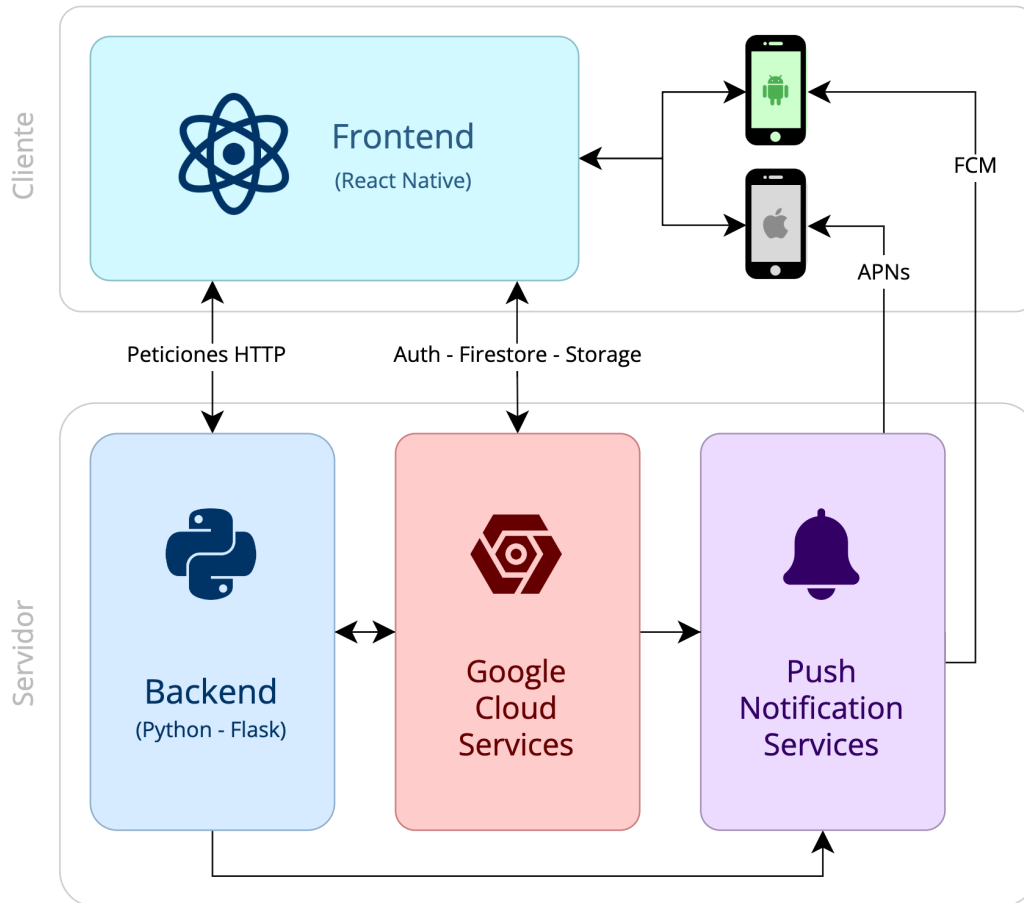 Cliente
Frontend
(React Native)
FCM
APNs
Peticiones HTTP
Auth - Firestore - Storage
Servidor
Backend
(Python - Flask)
Google
Cloud
Services
Push
Notification
Services